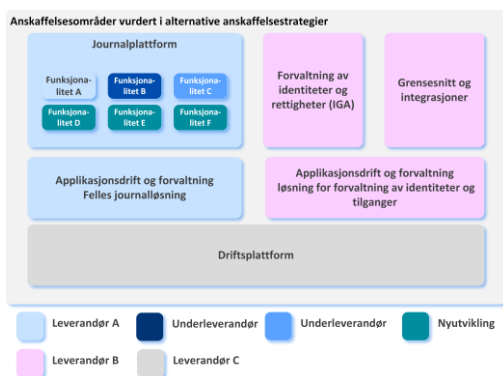 Anskaffelsesområder vurdert i alternative anskaffelsestrategier
Journalplattform
Funksjona-
litet A
Funksjona-
litet B
Funksjona-
litet C
Funksjona-
litet D
Funksjona-
litet E
Funksjona-
litet F
Forvaltning av
identiteter og
rettigheter (IGA)
Grensesnitt og
integrasjoner
Applikasjonsdrift og forvaltning
Felles journalløsning
Applikasjonsdrift og forvaltning
løsning for forvaltning av identiteter og
tilganger
Driftsplattform
Leverandør A
Underleverandør
Underleverandør
Nyutvikling
Leverandør B
Leverandør C